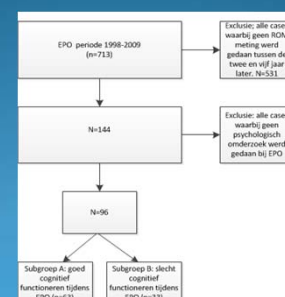 EPO periode 1998-2009
(n=713)
Exclusie; alle case
waarbij geen ROM
meting werd
gedaan tussen de
twee en vijf jaar
later. N=531
N=144
Exclusie; alle case
waarbij geen
psychologisch
onderzoek werd
gedaan bij EPO
N=96
Subgroep A: goed
cognitief
functioneren tijdens
Subgroep B: slecht
cognitief
functioneren tijdens